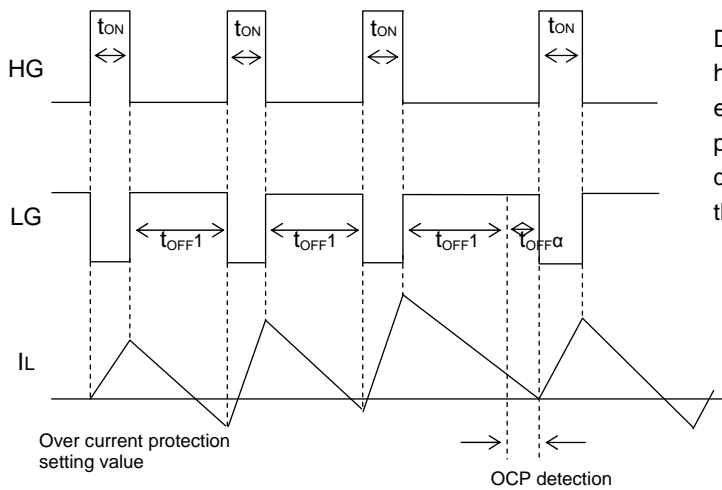 tON tON tON tON
HG
LG
tOFF1 tOFF1 tOFF1 tOFFα
IL
Over current protection
setting value
OCP detection